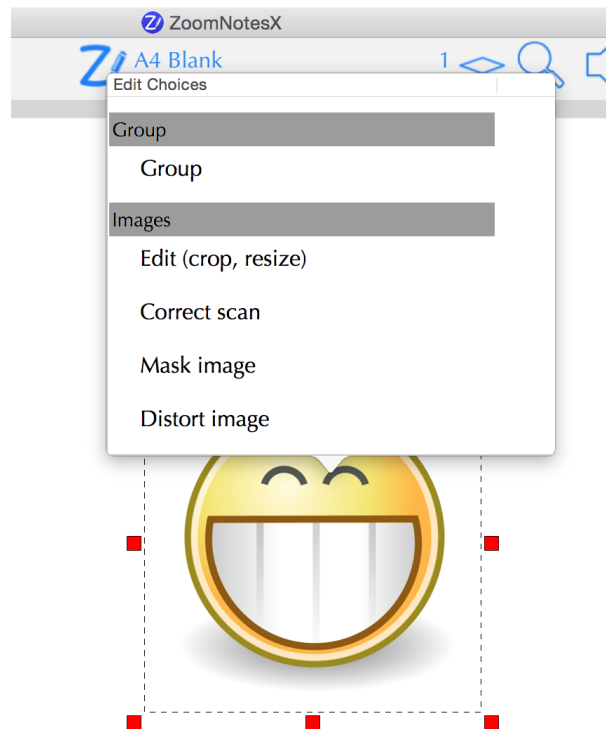 ZoomNotesX
A4 Blank
1
Edit Choices
Group
Group
Images
Edit (crop, resize)
Correct scan
Mask image
Distort image